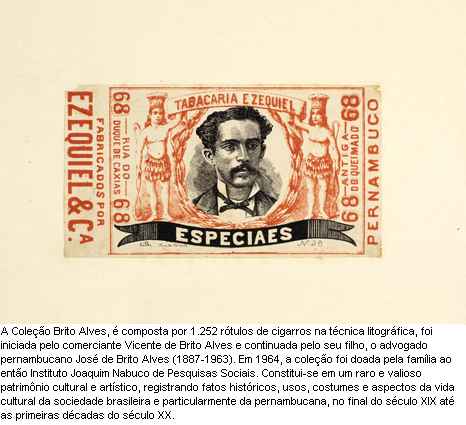 TABACARIA EZEQUIEL
EZEQUIEL & CA
FABRICADOS POR
68 RUA DO 68
DUQUE DE CAXIAS
68 ANTIGA 68
DO QUEIMADO
PERNAMBUCO
ESPECIAES
Nº 20
A Coleção Brito Alves, é composta por 1.252 rótulos de cigarros na técnica litográfica, foi
iniciada pelo comerciante Vicente de Brito Alves e continuada pelo seu filho, o advogado
pernambucano José de Brito Alves (1887-1963). Em 1964, a coleção foi doada pela família ao
então Instituto Joaquim Nabuco de Pesquisas Sociais. Constitui-se em um raro e valioso
patrimônio cultural e artístico, registrando fatos históricos, usos, costumes e aspectos da vida
cultural da sociedade brasileira e particularmente da pernambucana, no final do século XIX até
as primeiras décadas do século XX.